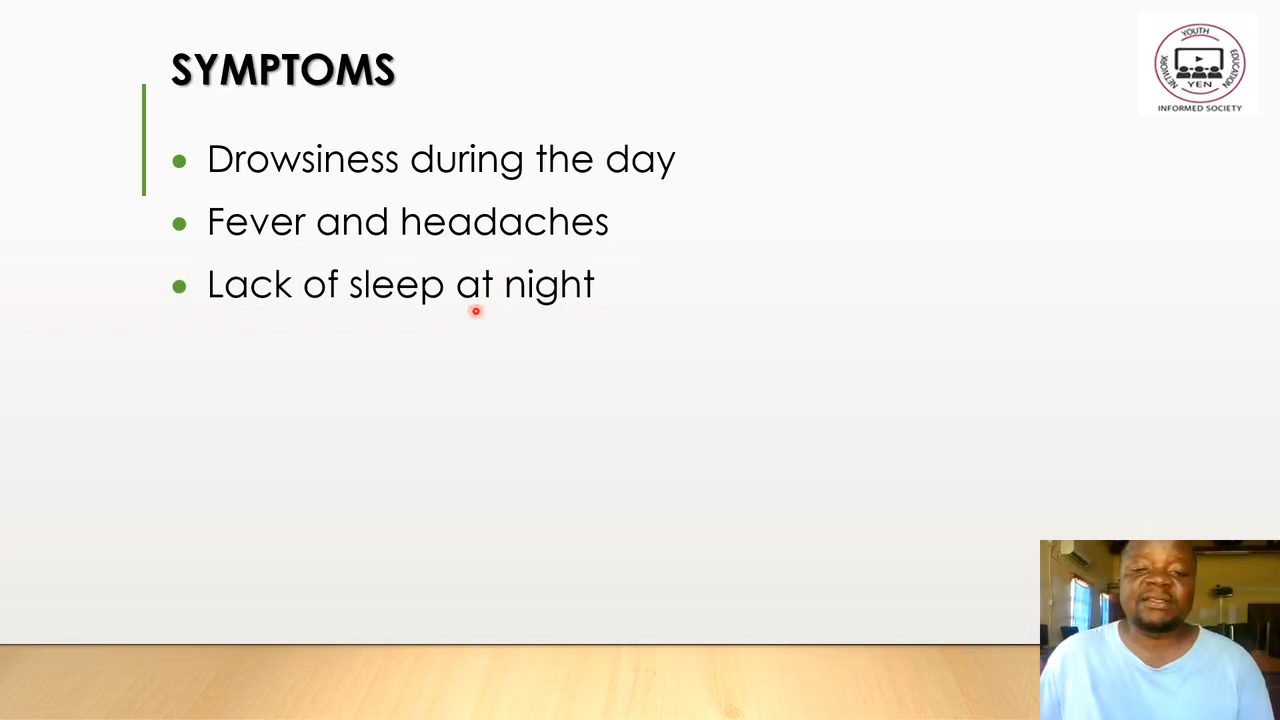 SYMPTOMS
Drowsiness during the day
Fever and headaches
Lack of sleep at night
YOUTH
EDUCATION
NETWORK
YEN
INFORMED SOCIETY